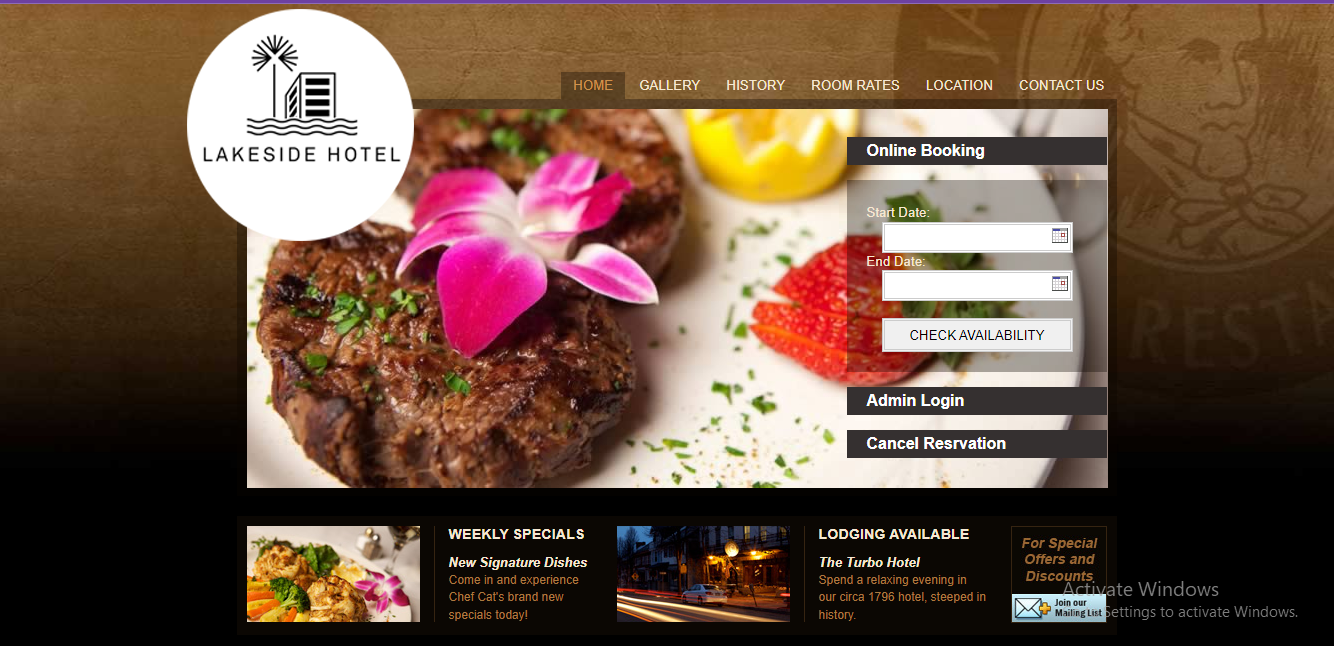 LAKESIDE HOTEL
HOME GALLERY HISTORY ROOM RATES LOCATION CONTACT US
Online Booking
Start Date:
End Date:
CHECK AVAILABILITY
Admin Login
Cancel Resrvation
WEEKLY SPECIALS
New Signature Dishes
Come in and experience
Chef Cat's brand new
specials today!
LODGING AVAILABLE
The Turbo Hotel
Spend a relaxing evening in
our circa 1796 hotel, steeped in
history.
For Special
Offers and
Discounts
Join our
Mailing List
Activate Windows
Settings to activate Windows.
REST